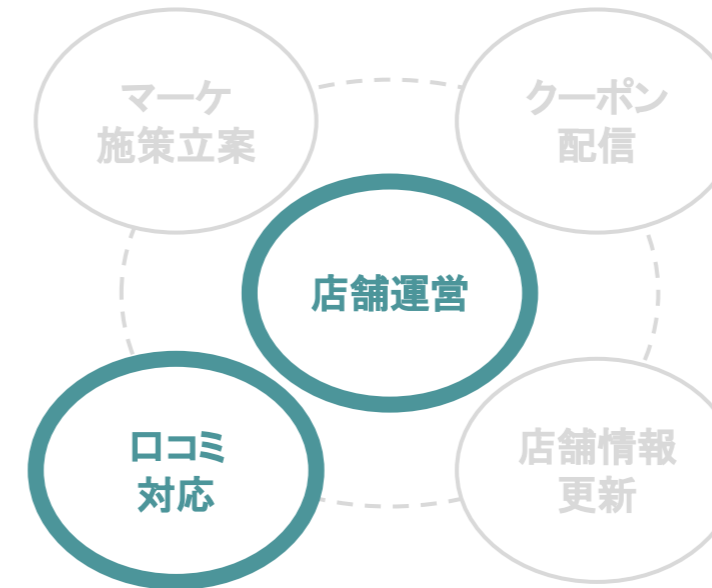 マーケ
施策立案
クーポン
配信
店舗運営
口コミ
対応
店舗情報
更新